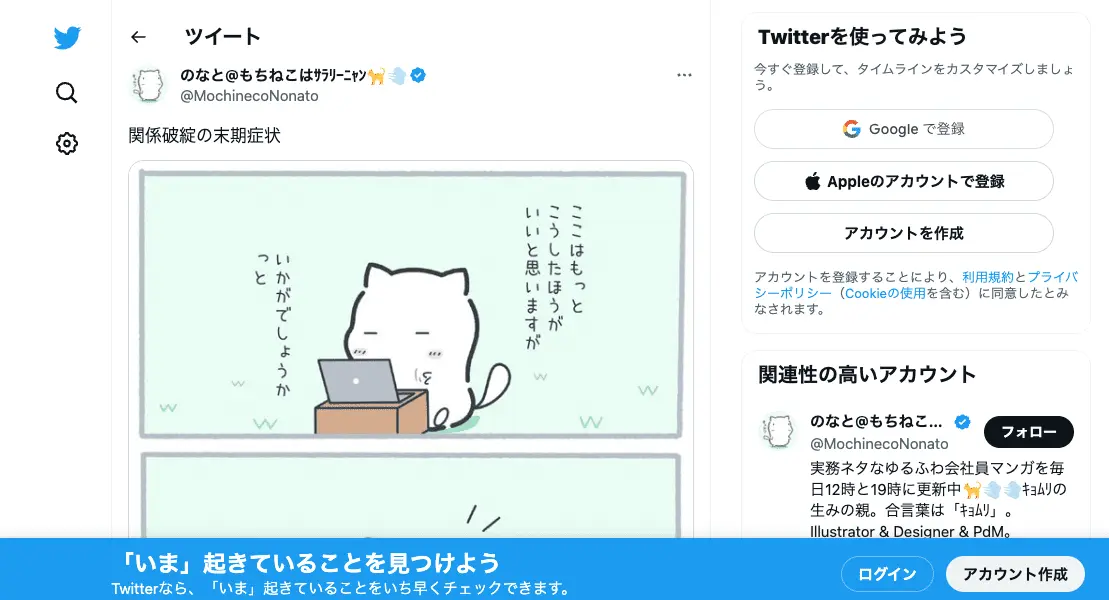 ツイート
のなと@もちねこはｻﾗﾘｰﾆｬﾝ🐈💨
@MochinecoNonato
関係破綻の末期症状
ここはもっと
こうしたほうが
いいと思いますが
いかがでしょうか
っと
Twitterを使ってみよう
今すぐ登録して、タイムラインをカスタマイズしましょ
う。
Google で登録
Appleのアカウントで登録
アカウントを作成
アカウントを登録することにより、利用規約とプライバ
シーポリシー（Cookieの使用を含む）に同意したとみ
なされます。
関連性の高いアカウント
のなと@もちねこ...
@MochinecoNonato
フォロー
実務ネタなゆるふわ会社員マンガを毎
日12時と19時に更新中🐈💨💨ｷｮﾑﾘの
生みの親。合言葉は「ｷｮﾑﾘ」。
Illustrator & Designer & PdM。
「いま」起きていることを見つけよう
Twitterなら、「いま」起きていることをいち早くチェックできます。
ログイン
アカウント作成